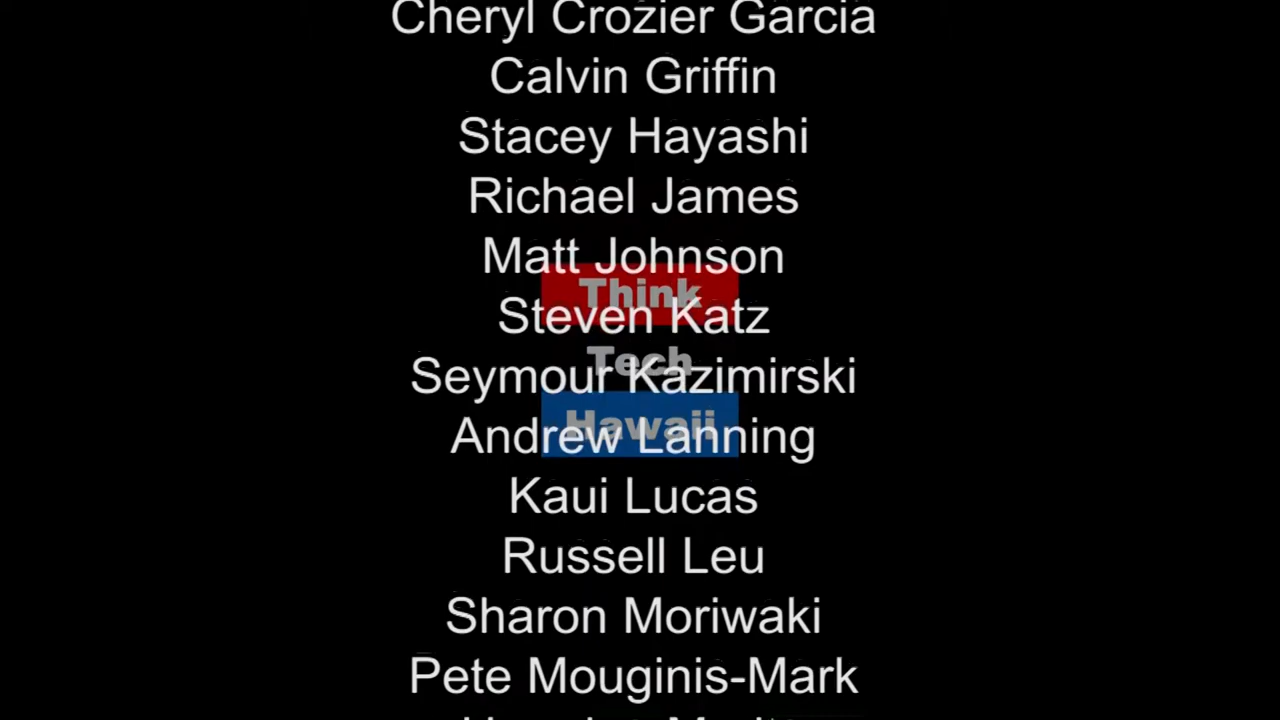 Cheryl Crozier Garcia
Calvin Griffin
Stacey Hayashi
Richael James
Matt Johnson
Think
Steven Katz
Tech
Seymour Kazimirski
Hawaii
Andrew Lanning
Kaui Lucas
Russell Leu
Sharon Moriwaki
Pete Mouginis-Mark